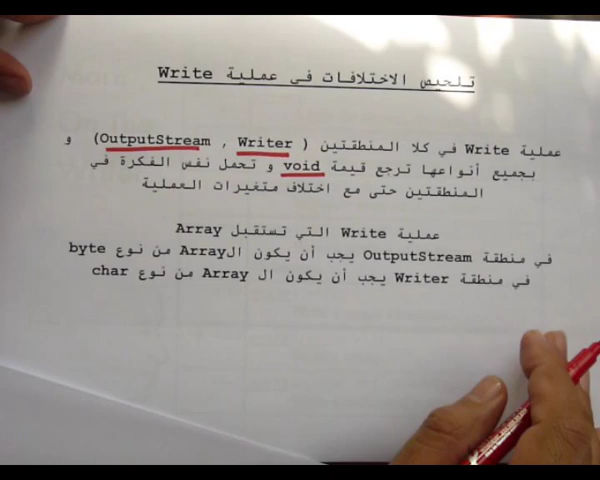 تلخيص الاختلافات في عملية Write
عملية Write في كلا المنطقتين ( OutputStream , Writer) و
بجميع أنواعها ترجع قيمة void و تحمل نفس الفكرة في
المنطقتين حتى مع اختلاف متغيرات العملية
عملية Write التي تستقبل Array
في منطقة OutputStream يجب أن يكون الArray من نوع byte
في منطقة Writer يجب أن يكون ال Array من نوع char